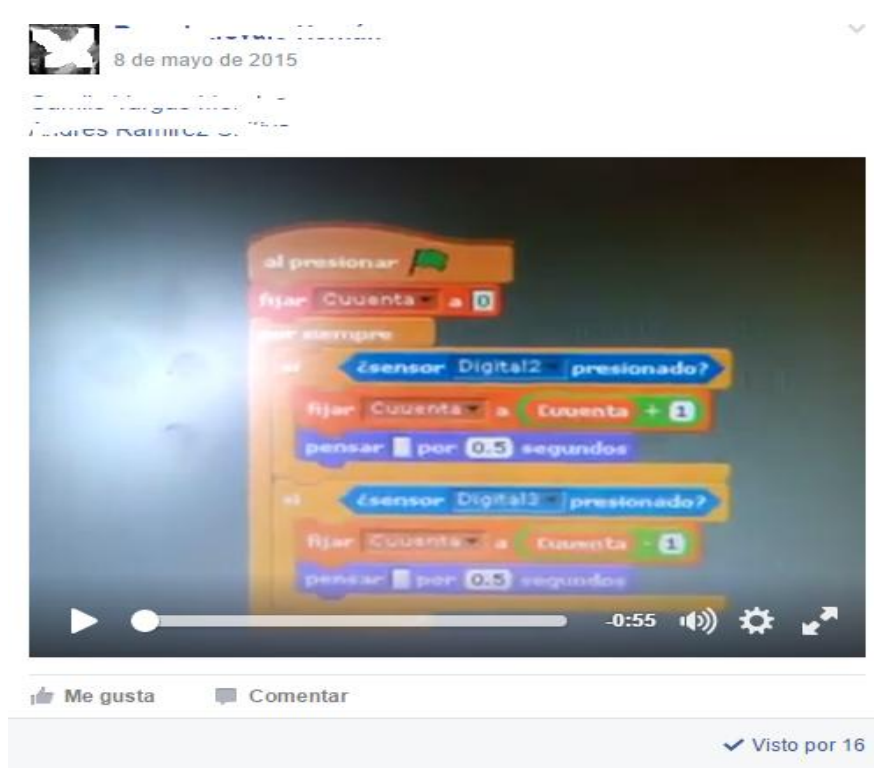 8 de mayo de 2015
al presionar
fijar Cuuenta a 0
por siempre
si ¿sensor Digital2 presionado?
fijar Cuuenta a Cuuenta + 1
pensar por 0.5 segundos
si ¿sensor Digital3 presionado?
fijar Cuuenta a Cuuenta - 1
pensar por 0.5 segundos
-0:55
Me gusta Comentar
Visto por 16